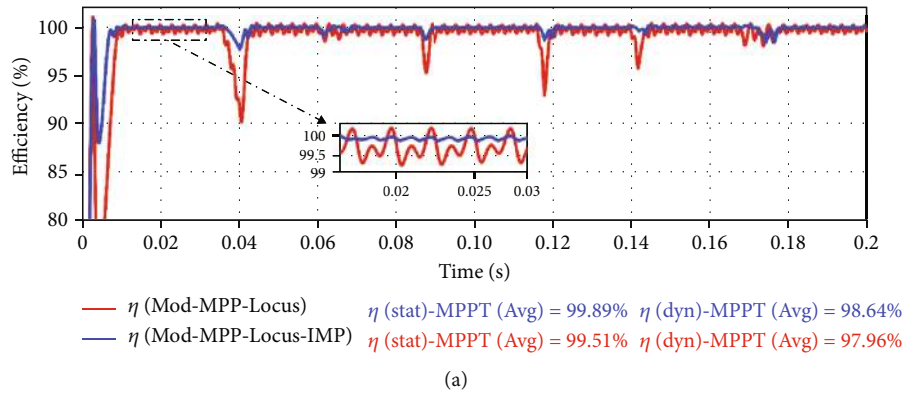 Efficiency (%)
100
95
90
85
80
100
99.5
99
0.02
0.025
0.03
0
0.02
0.04
0.06
0.08
0.10
0.12
0.14
0.16
0.18
0.2
Time (s)
η (Mod-MPP-Locus)
η (stat)-MPPT (Avg) = 99.89%
η (dyn)-MPPT (Avg) = 98.64%
η (Mod-MPP-Locus-IMP)
η (stat)-MPPT (Avg) = 99.51%
η (dyn)-MPPT (Avg) = 97.96%
(a)